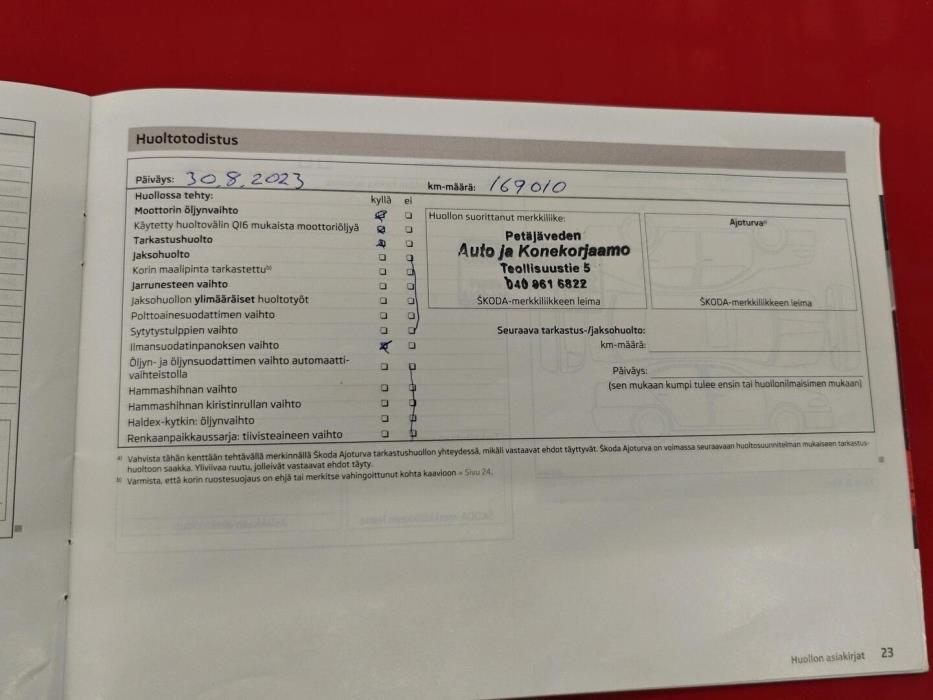 Huoltotodistus
Päiväys: 30.8.2023
km-määrä: 169010
Huollossa tehty:
kyllä ei
Moottorin öljynvaihto
Käytetty huoltovälin QI6 mukaista moottoriöljyä
Tarkastushuolto
Jaksohuolto
Korin maalipinta tarkastettu b)
Jarrunesteen vaihto
Jaksohuollon ylimääräiset huoltotyöt
Polttoainesuodattimen vaihto
Sytytystulppien vaihto
Ilmansuodatinpanoksen vaihto
Öljyn- ja öljynsuodattimen vaihto automaatti-
vaihteistolla
Hammashihnan vaihto
Hammashihnan kiristinrullan vaihto
Haldex-kytkin: öljynvaihto
Renkaanpaikkaussarja: tiivisteaineen vaihto
Huollon suorittanut merkkiliike:
Petäjäveden
Auto ja Konekorjaamo
Teollisuustie 5
040 861 6822
ŠKODA-merkkiliikkeen leima
Ajoturva a)
ŠKODA-merkkiliikkeen leima
Seuraava tarkastus-/jaksohuolto:
km-määrä:
Päiväys:
(sen mukaan kumpi tulee ensin tai huollonilmaisimen mukaan)
a) Vahvista tähän kenttään tehtävällä merkinnällä Škoda Ajoturva tarkastushuollon yhteydessä, mikäli vastaavat ehdot täyttyvät. Škoda Ajoturva on voimassa seuraavaan huoltosuunnitelman mukaiseen tarkastus-
huoltoon saakka. Yliviivaa ruutu, jolleivät vastaavat ehdot täyty.
b) Varmista, että korin ruostesuojaus on ehjä tai merkitse vahingoittunut kohta kaavioon » Sivu 24.
Huollon asiakirjat 23